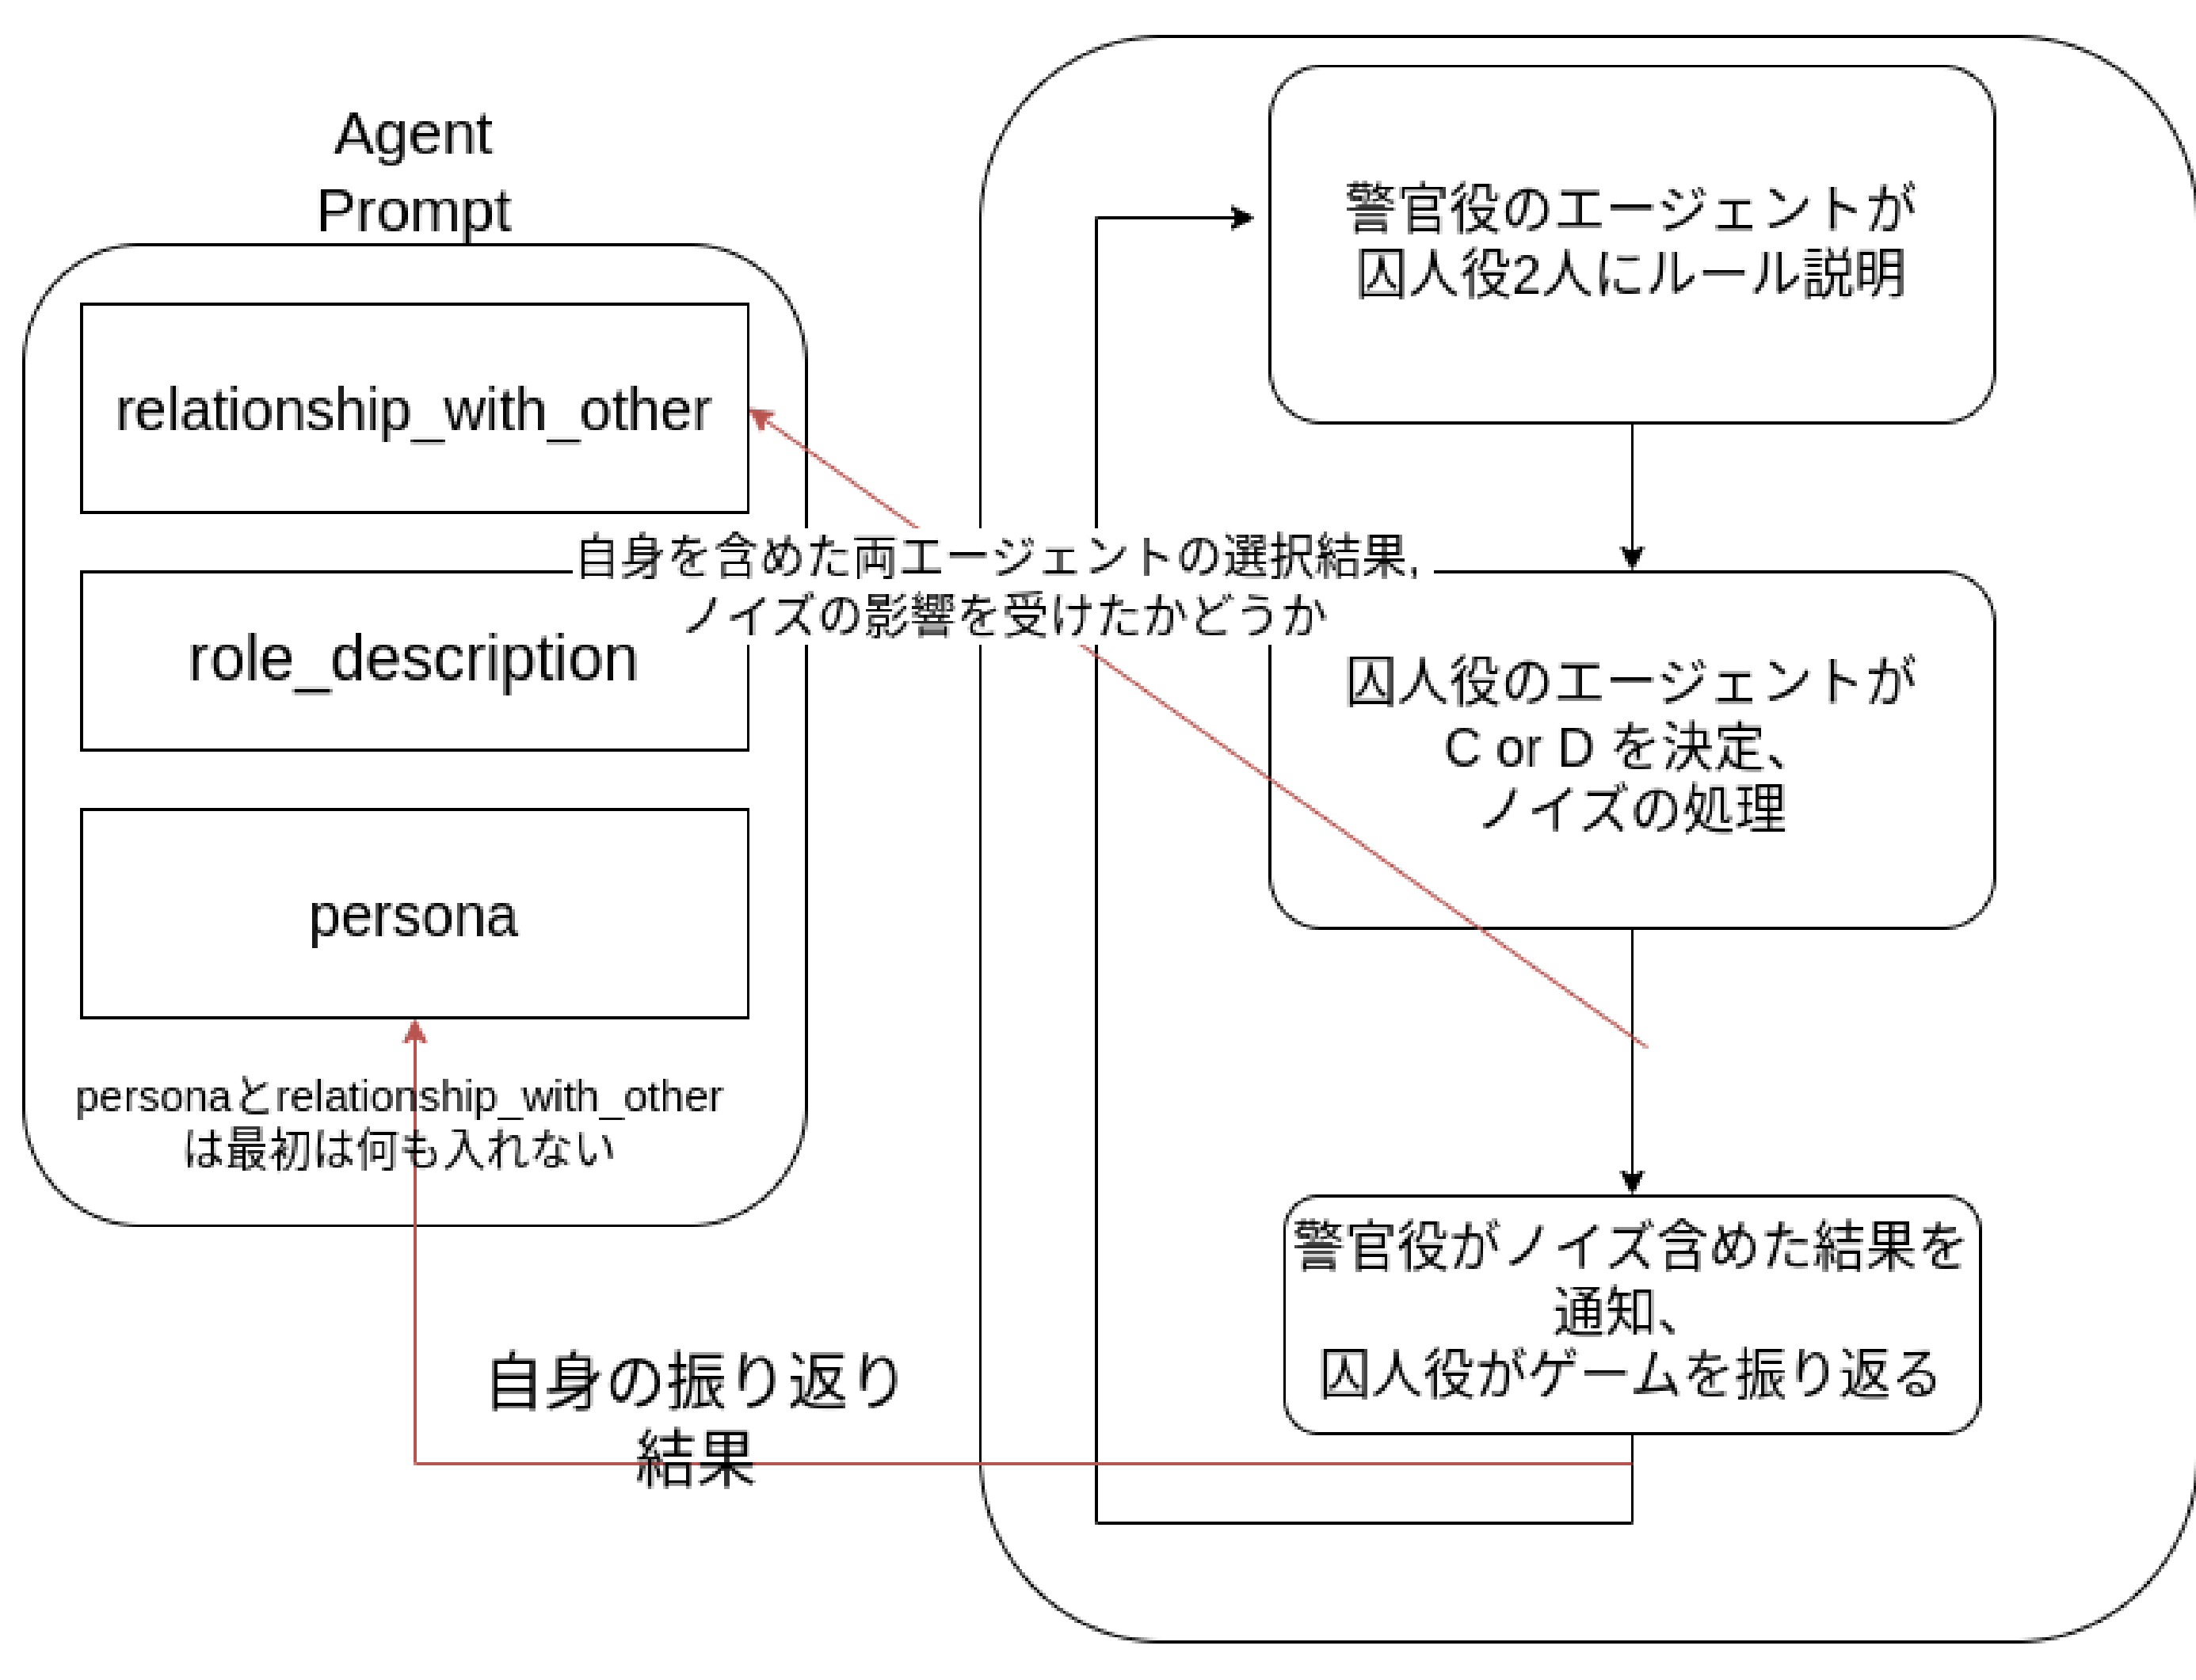 Agent
Prompt
relationship_with_other
role_description
persona
personaとrelationship_with_other
は最初は何も入れない
自身を含めた両エージェントの選択結果,
ノイズの影響を受けたかどうか
自身の振り返り
結果
警官役のエージェントが
囚人役2人にルール説明
囚人役のエージェントが
C or D を決定、
ノイズの処理
警官役がノイズ含めた結果を
通知、
囚人役がゲームを振り返る